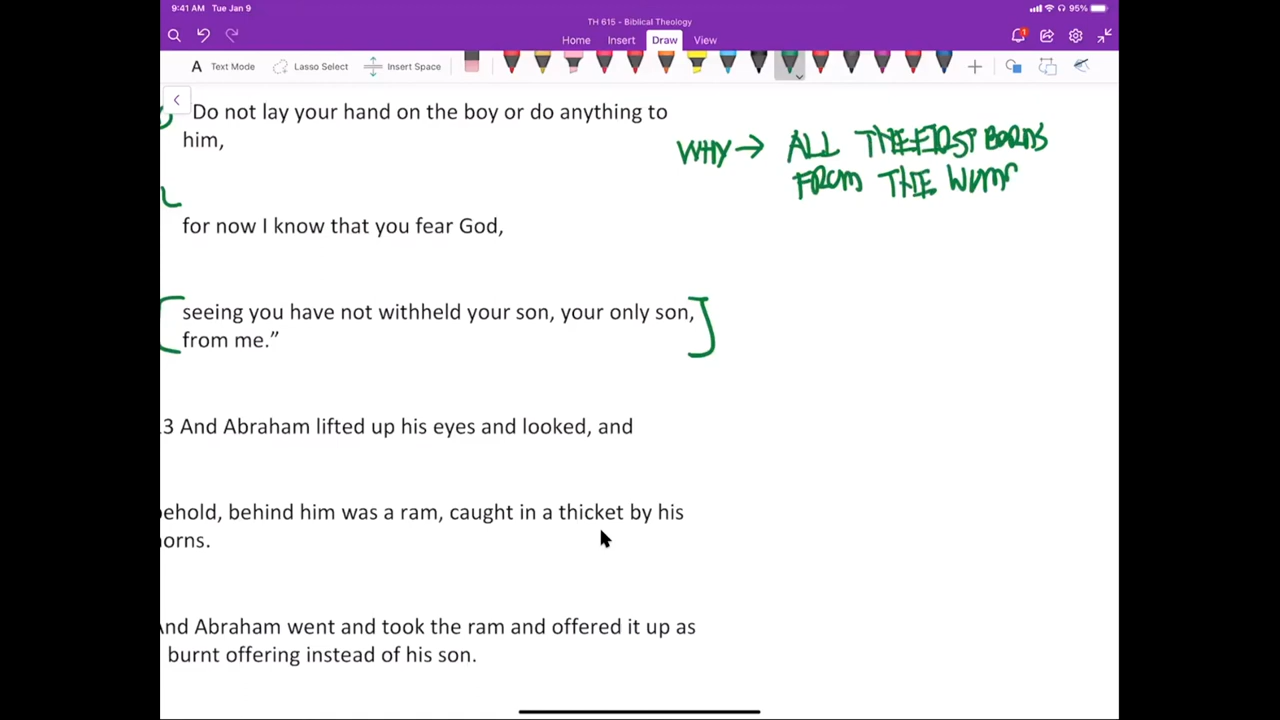 9:41 AM Tue Jan 9
95%
TH 615 - Biblical Theology
Home Insert Draw View
1
A Text Mode Lasso Select Insert Space
Do not lay your hand on the boy or do anything to
him,
WHY → ALL THE FIRST BORNS
FROM THE WOMB
for now I know that you fear God,
[seeing you have not withheld your son, your only son,
from me.”]
3 And Abraham lifted up his eyes and looked, and
ehold, behind him was a ram, caught in a thicket by his
orns.
And Abraham went and took the ram and offered it up as
burnt offering instead of his son.